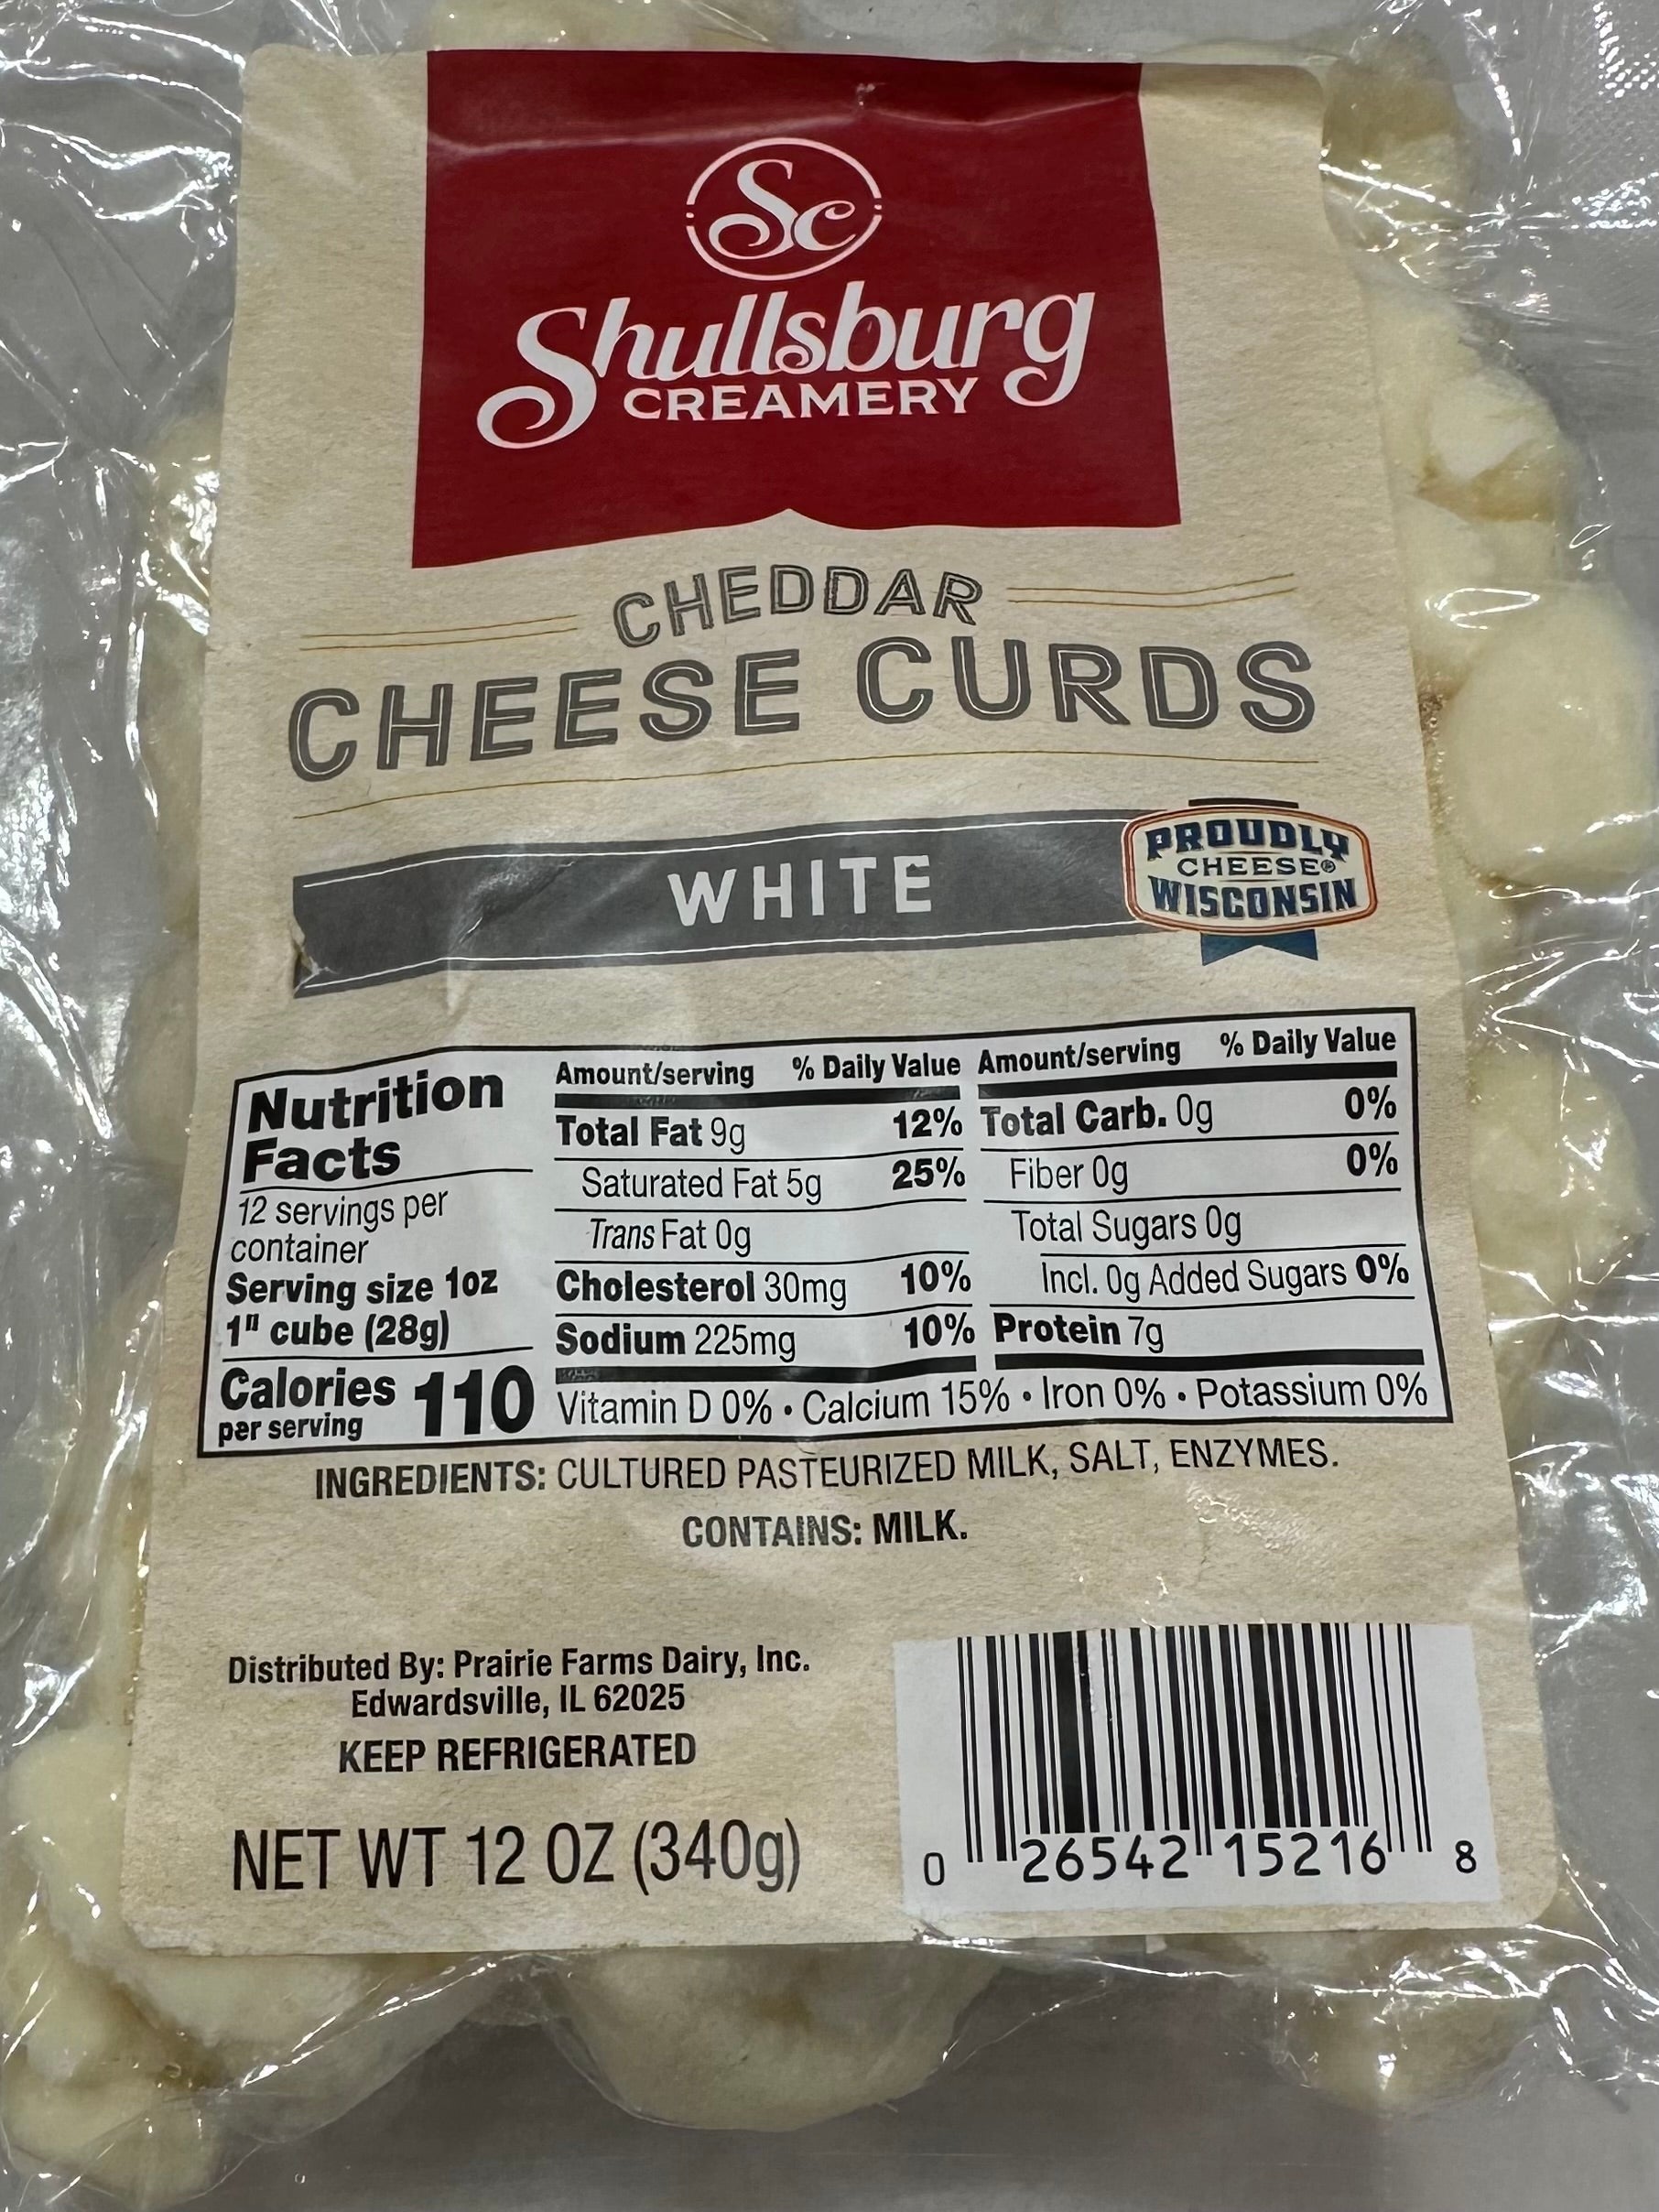 Sc
Shullsburg
CREAMERY
CHEDDAR
CHEESE CURDS
WHITE
PROUDLY
CHEESE®
WISCONSIN
Nutrition
Facts
12 servings per
container
Serving size 1oz
1" cube (28g)
Calories 110
per serving
Amount/serving % Daily Value
Total Fat 9g 12%
Saturated Fat 5g 25%
Trans Fat 0g
Cholesterol 30mg 10%
Sodium 225mg 10%
Amount/serving % Daily Value
Total Carb. 0g 0%
Fiber 0g 0%
Total Sugars 0g
Incl. 0g Added Sugars 0%
Protein 7g
Vitamin D 0% • Calcium 15% • Iron 0% • Potassium 0%
INGREDIENTS: CULTURED PASTEURIZED MILK, SALT, ENZYMES.
CONTAINS: MILK.
Distributed By: Prairie Farms Dairy, Inc.
Edwardsville, IL 62025
KEEP REFRIGERATED
NET WT 12 OZ (340g)
0 26542 15216 8